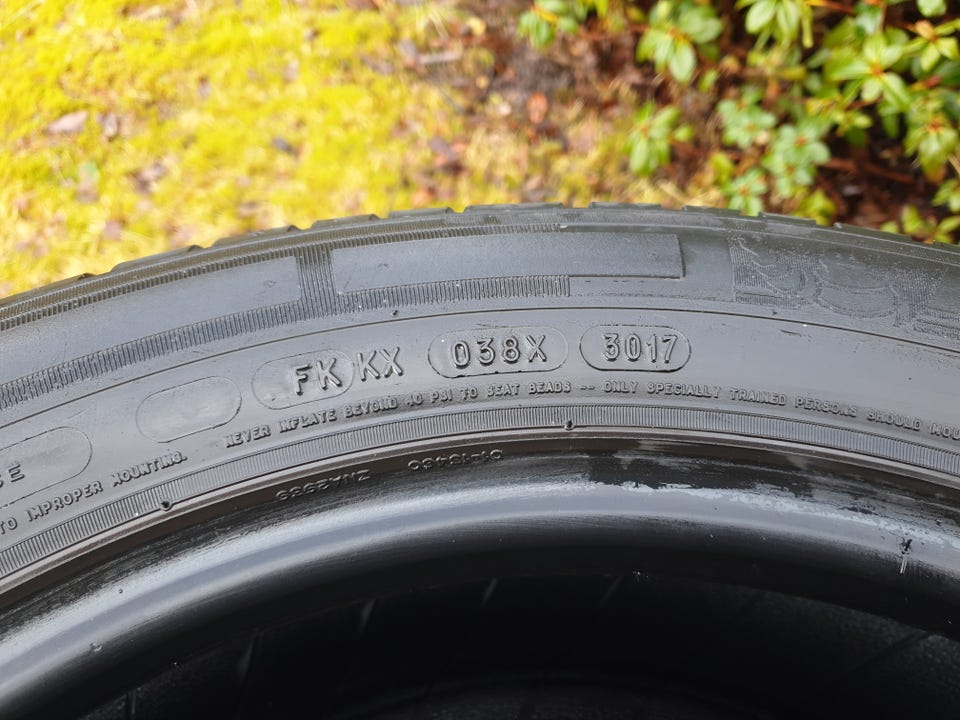 FK KX 038X 3017
NEVER INFLATE BEYOND 40 PSI TO SEAT BEADS -- ONLY SPECIALLY TRAINED PERSONS SHOULD MOU
E
TO IMPROPER MOUNTING.